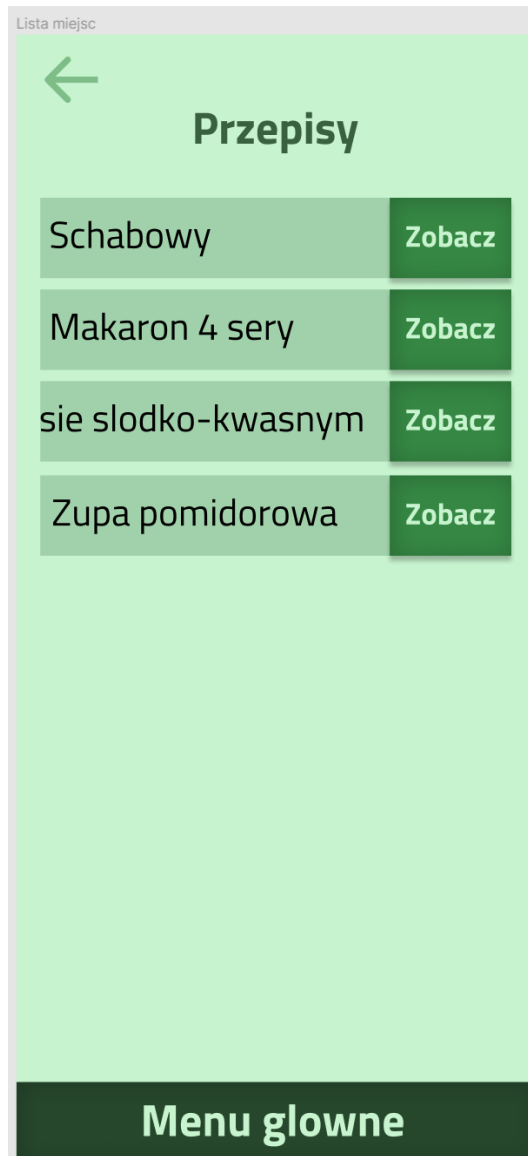 Lista miejsc
Przepisy
Schabowy
Zobacz
Makaron 4 sery
Zobacz
sie slodko-kwasnym
Zobacz
Zupa pomidorowa
Zobacz
Menu glowne